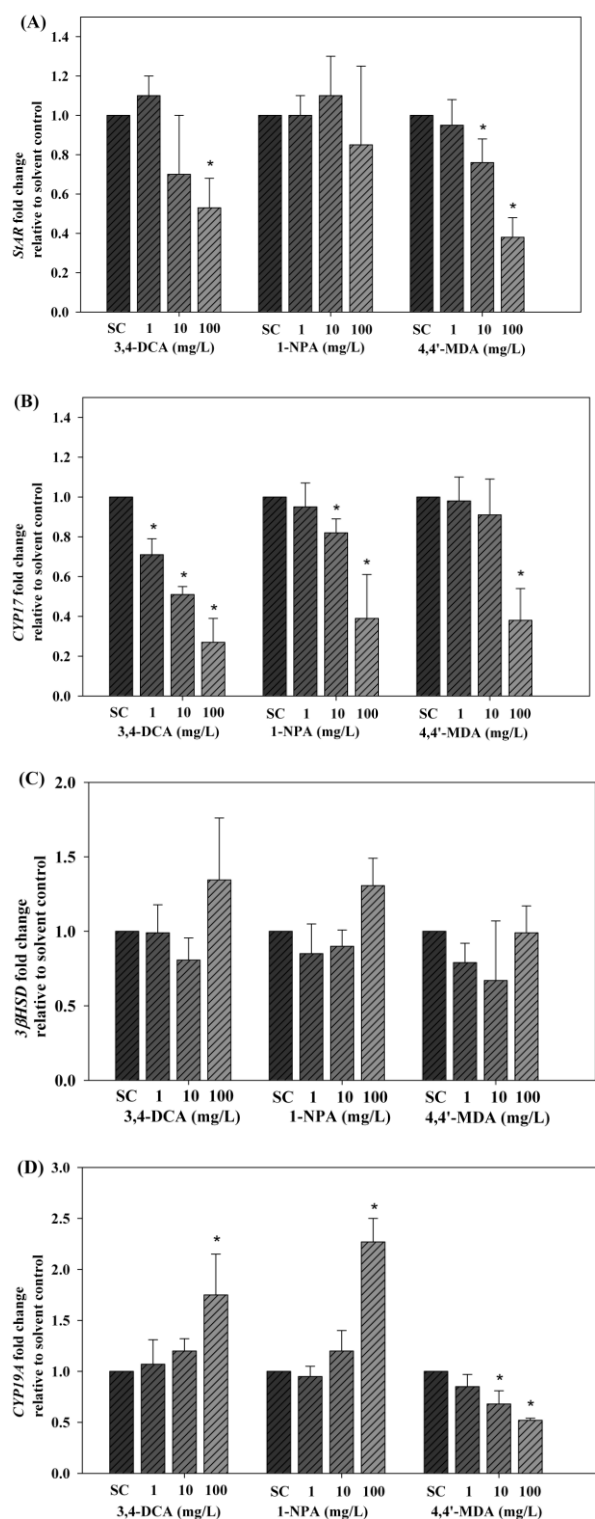 (A)
StAR fold change
relative to solvent control
1.4
1.2
1.0
0.8
0.6
0.4
0.2
0.0
*
*
*
SC 1 10 100 SC 1 10 100 SC 1 10 100
3,4-DCA (mg/L) 1-NPA (mg/L) 4,4'-MDA (mg/L)
(B)
CYP17 fold change
relative to solvent control
1.4
1.2
1.0
0.8
0.6
0.4
0.2
0.0
*
*
*
*
*
*
SC 1 10 100 SC 1 10 100 SC 1 10 100
3,4-DCA (mg/L) 1-NPA (mg/L) 4,4'-MDA (mg/L)
(C)
3βHSD fold change
relative to solvent control
2.0
1.5
1.0
0.5
0.0
SC 1 10 100 SC 1 10 100 SC 1 10 100
3,4-DCA (mg/L) 1-NPA (mg/L) 4,4'-MDA (mg/L)
(D)
CYP19A fold change
relative to solvent control
3.0
2.5
2.0
1.5
1.0
0.5
0.0
*
*
*
*
SC 1 10 100 SC 1 10 100 SC 1 10 100
3,4-DCA (mg/L) 1-NPA (mg/L) 4,4'-MDA (mg/L)